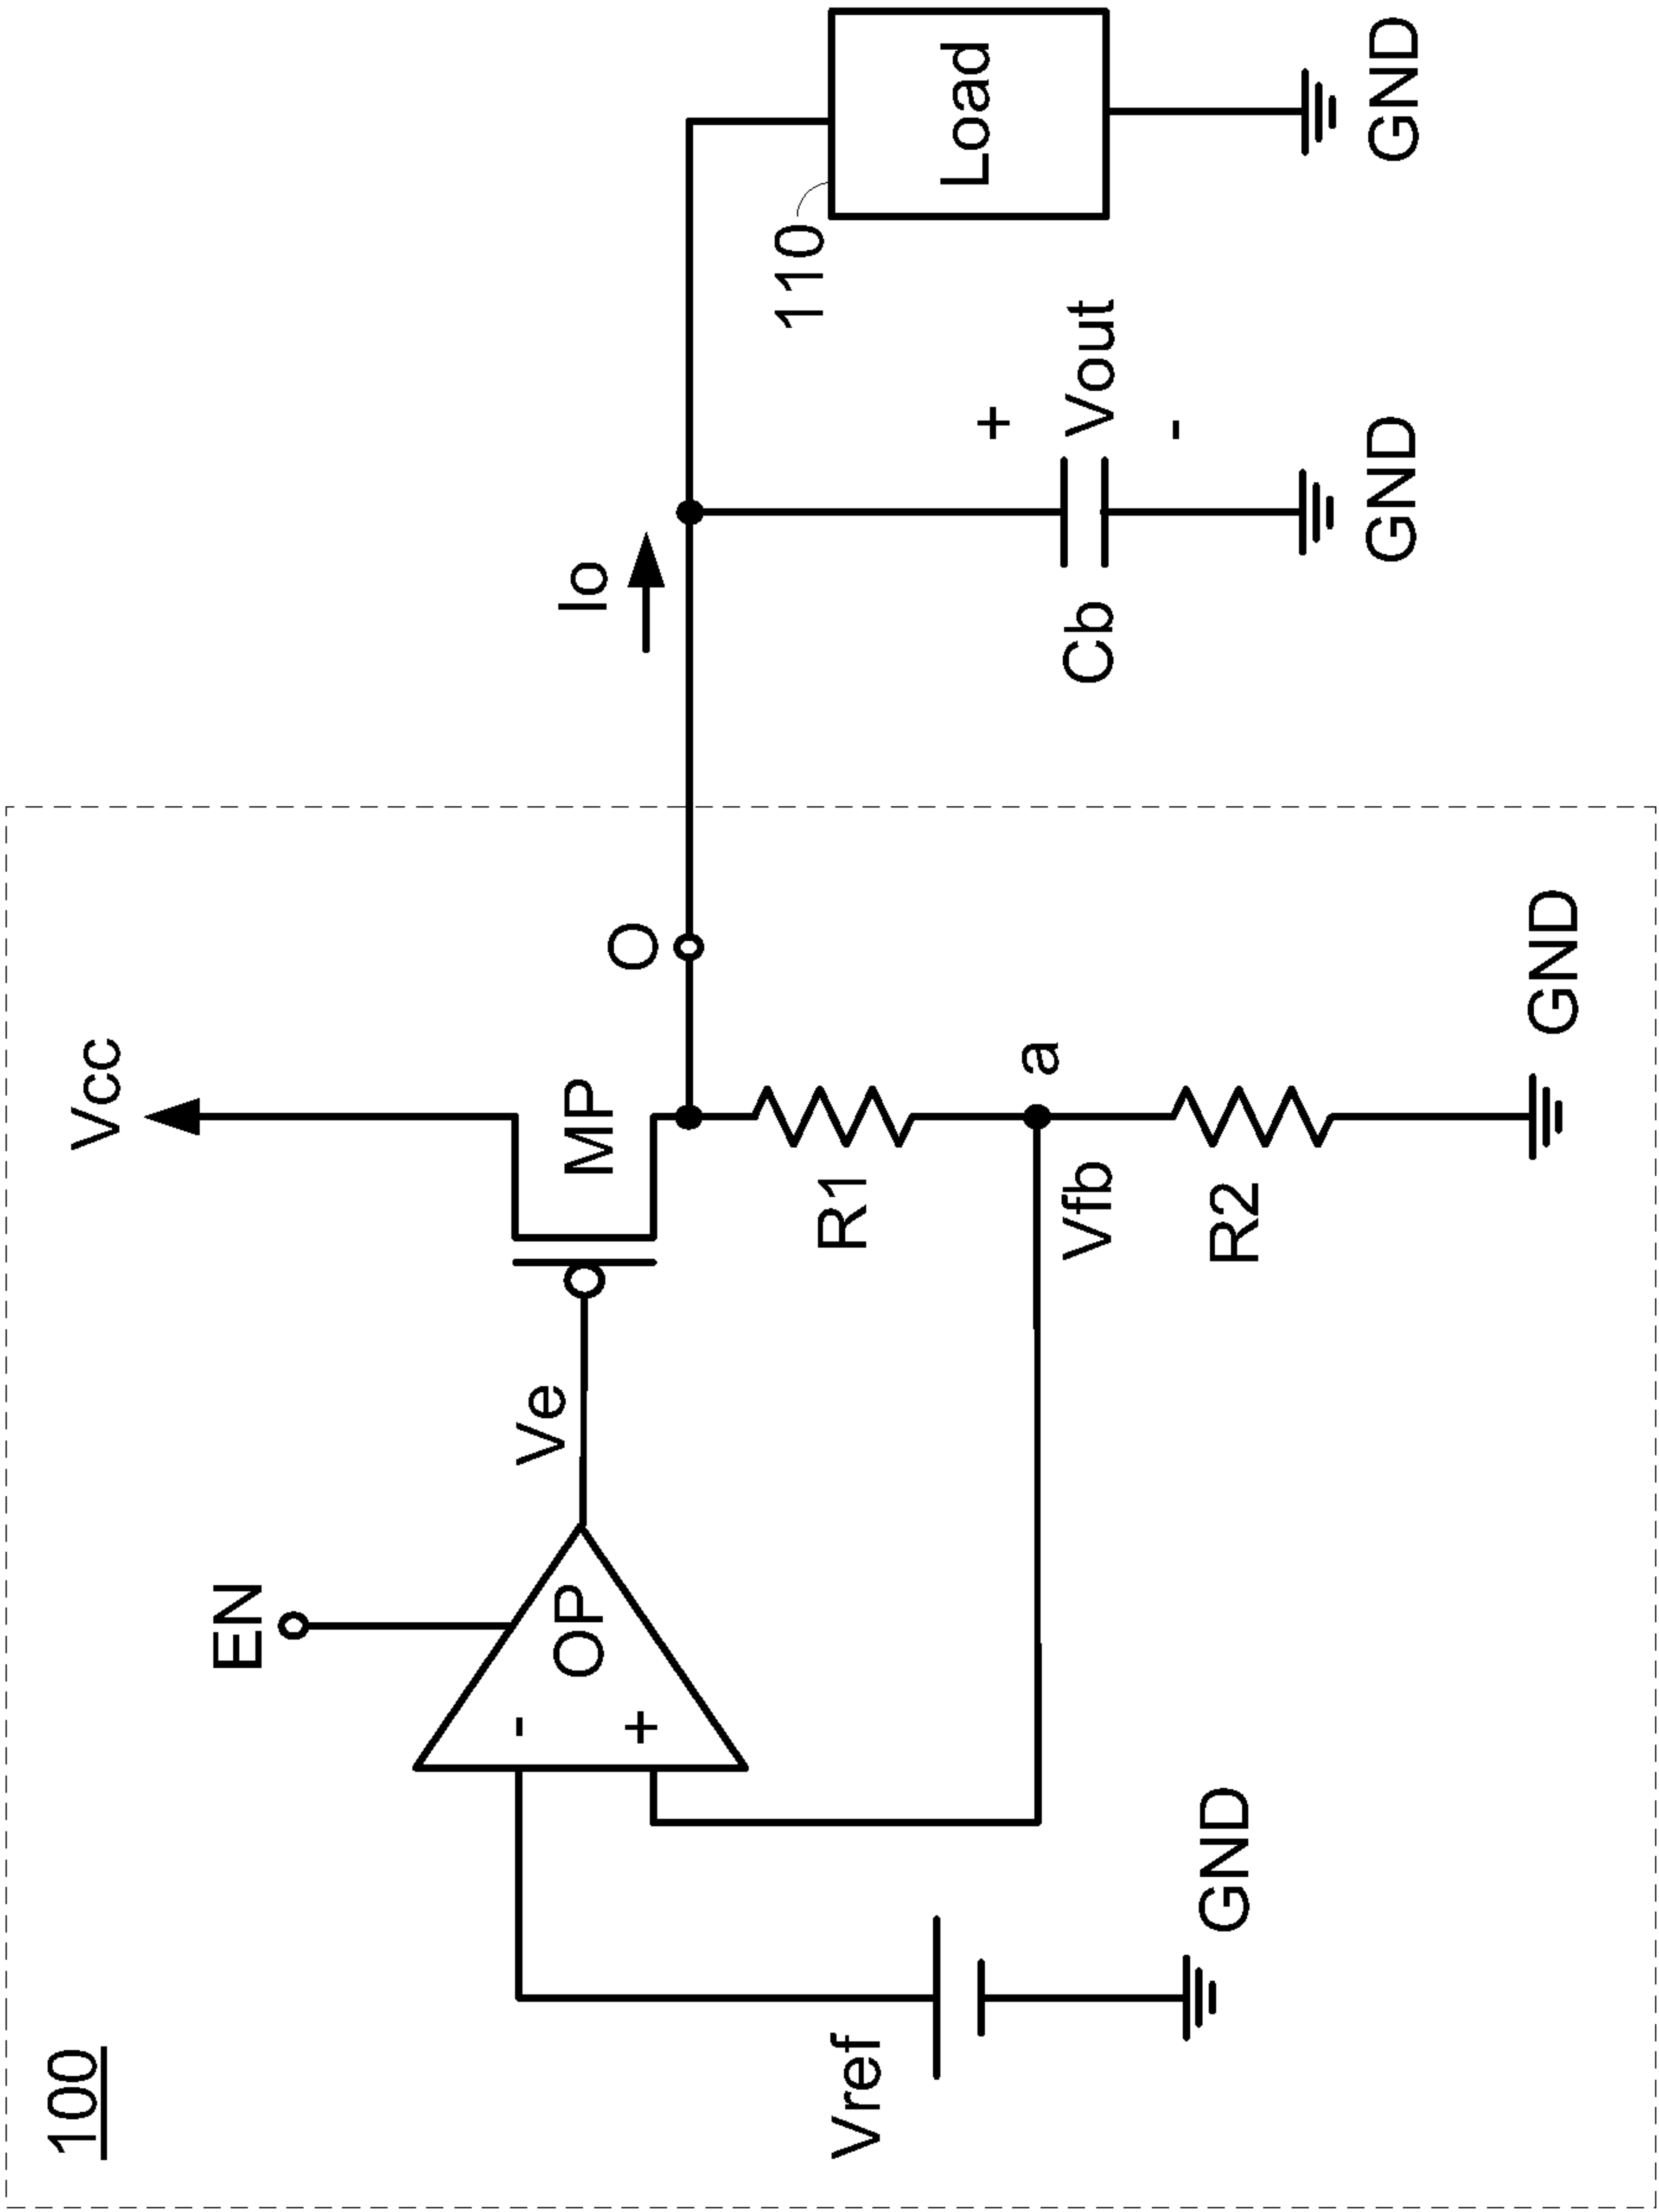 100
Vcc
EN
Ve
MP
O
Io
-
OP
+
110
Load
R1
Vref
Vfb
a
Cb
+
Vout
-
R2
GND
GND
GND
GND